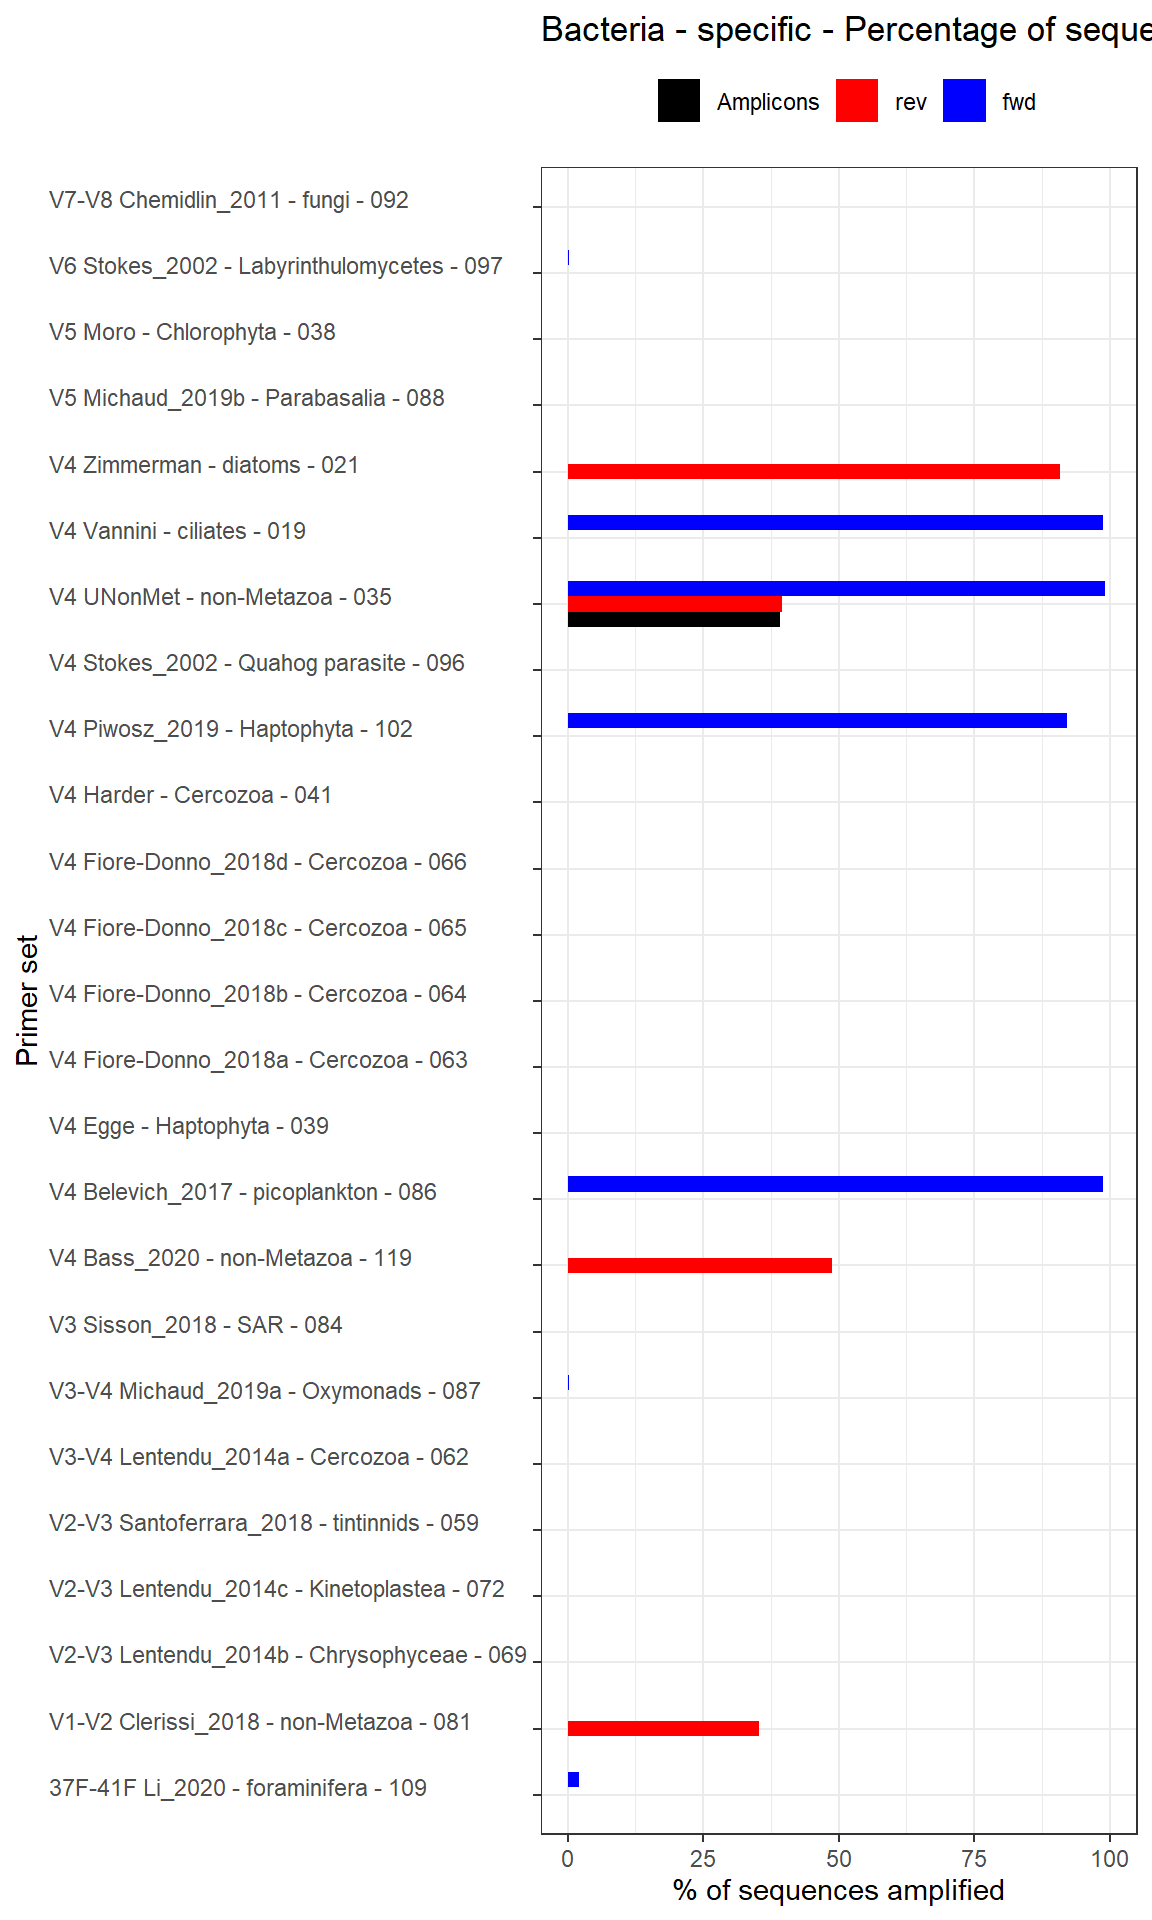 Bacteria - specific - Percentage of seque
Amplicons rev fwd
V7-V8 Chemidlin_2011 - fungi - 092
V6 Stokes_2002 - Labyrinthulomycetes - 097
V5 Moro - Chlorophyta - 038
V5 Michaud_2019b - Parabasalia - 088
V4 Zimmerman - diatoms - 021
V4 Vannini - ciliates - 019
V4 UNonMet - non-Metazoa - 035
V4 Stokes_2002 - Quahog parasite - 096
V4 Piwosz_2019 - Haptophyta - 102
V4 Harder - Cercozoa - 041
V4 Fiore-Donno_2018d - Cercozoa - 066
V4 Fiore-Donno_2018c - Cercozoa - 065
V4 Fiore-Donno_2018b - Cercozoa - 064
V4 Fiore-Donno_2018a - Cercozoa - 063
V4 Egge - Haptophyta - 039
V4 Belevich_2017 - picoplankton - 086
V4 Bass_2020 - non-Metazoa - 119
V3 Sisson_2018 - SAR - 084
V3-V4 Michaud_2019a - Oxymonads - 087
V3-V4 Lentendu_2014a - Cercozoa - 062
V2-V3 Santoferrara_2018 - tintinnids - 059
V2-V3 Lentendu_2014c - Kinetoplastea - 072
V2-V3 Lentendu_2014b - Chrysophyceae - 069
V1-V2 Clerissi_2018 - non-Metazoa - 081
37F-41F Li_2020 - foraminifera - 109
Primer set
0 25 50 75 100
% of sequences amplified